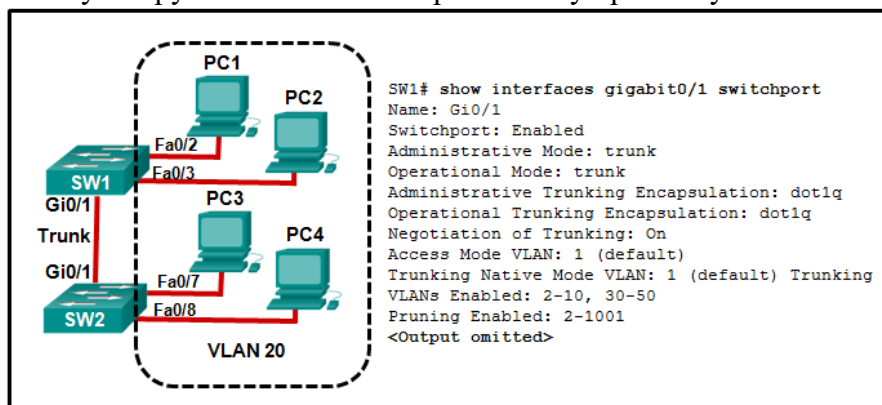 PC1
PC2
Fa0/2
Fa0/3
SW1
Gi0/1
Trunk
PC3
PC4
Gi0/1
Fa0/7
Fa0/8
SW2
VLAN 20
SW1# show interfaces gigabit0/1 switchport
Name: Gi0/1
Switchport: Enabled
Administrative Mode: trunk
Operational Mode: trunk
Administrative Trunking Encapsulation: dot1q
Operational Trunking Encapsulation: dot1q
Negotiation of Trunking: On
Access Mode VLAN: 1 (default)
Trunking Native Mode VLAN: 1 (default) Trunking
VLANs Enabled: 2-10, 30-50
Pruning Enabled: 2-1001
<Output omitted>